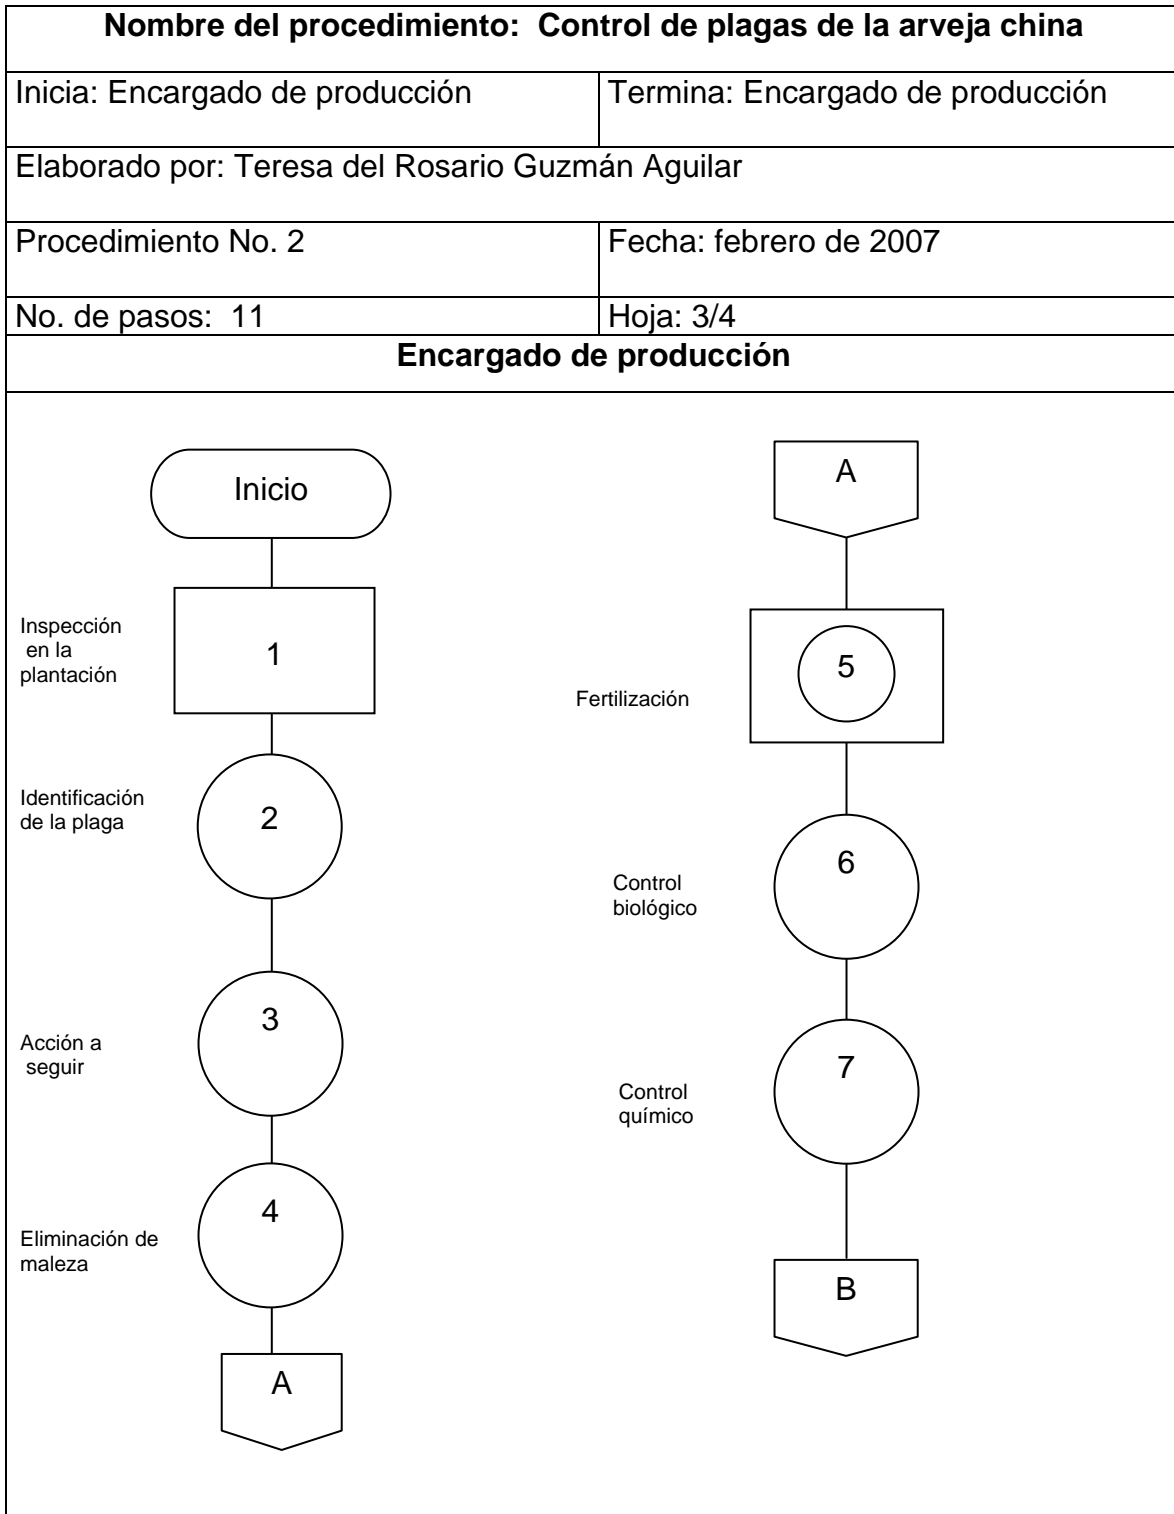 Nombre del procedimiento:  Control de plagas de la arveja china
Inicia: Encargado de producción
Termina: Encargado de producción
Elaborado por: Teresa del Rosario Guzmán Aguilar
Procedimiento No. 2
Fecha: febrero de 2007
No. de pasos:  11
Hoja: 3/4
Encargado de producción
Inicio
Inspección
en la
plantación
1
Identificación
de la plaga
2
Acción a
seguir
3
Eliminación de
maleza
4
A
A
Fertilización
5
Control
biológico
6
Control
químico
7
B